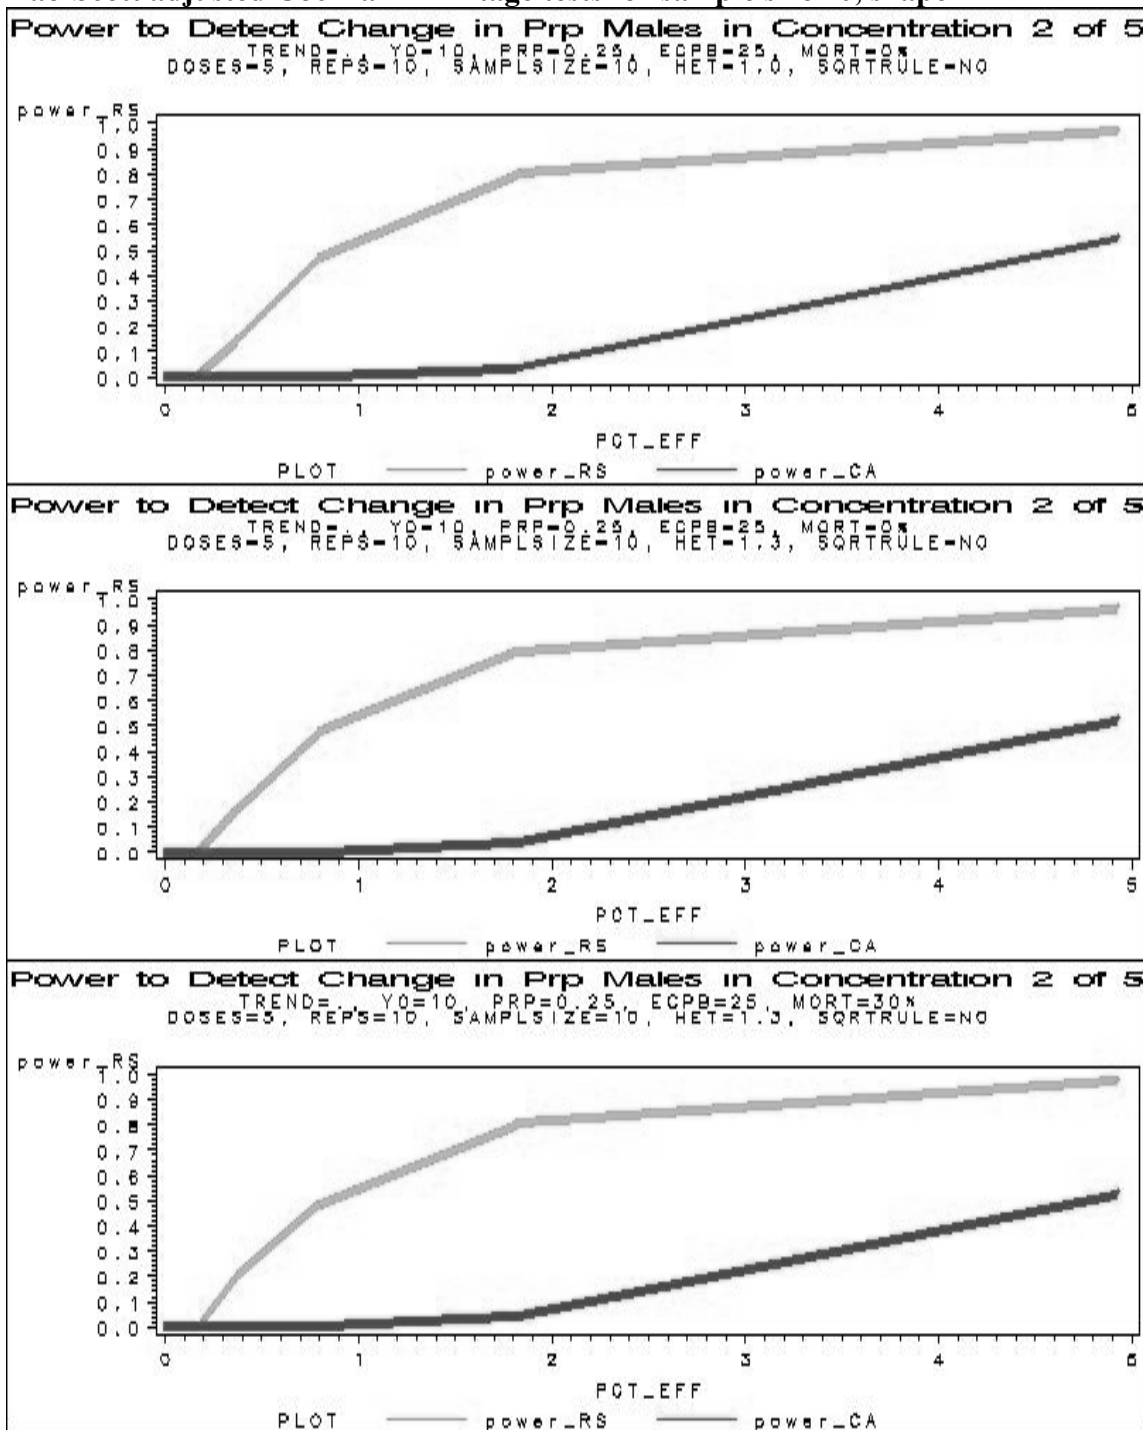 Power to Detect Change in Prp Males in Concentration 2 of 5
TREND=., Y0=10, PRP=0.25, ECPB=25, MORT=0%
DOSES=5, REPS=10, SAMPLSIZE=10, HET=1.0, SQRTRULE=NO
power_RS
1.0
0.9
0.8
0.7
0.6
0.5
0.4
0.3
0.2
0.1
0.0
0 1 2 3 4 5
PCT_EFF
PLOT power_RS power_CA
Power to Detect Change in Prp Males in Concentration 2 of 5
TREND=., Y0=10, PRP=0.25, ECPB=25, MORT=0%
DOSES=5, REPS=10, SAMPLSIZE=10, HET=1.3, SQRTRULE=NO
power_RS
1.0
0.9
0.8
0.7
0.6
0.5
0.4
0.3
0.2
0.1
0.0
0 1 2 3 4 5
PCT_EFF
PLOT power_RS power_CA
Power to Detect Change in Prp Males in Concentration 2 of 5
TREND=., Y0=10, PRP=0.25, ECPB=25, MORT=30%
DOSES=5, REPS=10, SAMPLSIZE=10, HET=1.3, SQRTRULE=NO
power_RS
1.0
0.9
0.8
0.7
0.6
0.5
0.4
0.3
0.2
0.1
0.0
0 1 2 3 4 5
PCT_EFF
PLOT power_RS power_CA